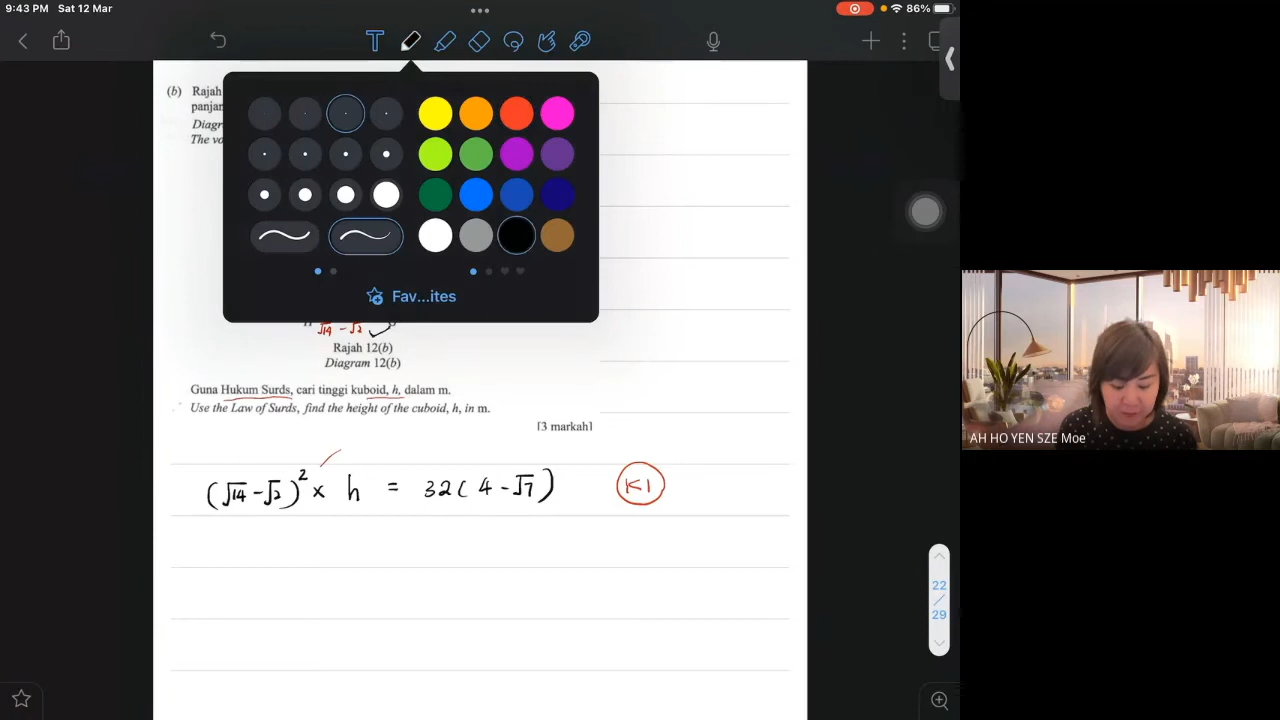 9:43 PM Sat 12 Mar
86%
T
(b) Rajah
panjan
Diagr
The vo
Fav...ites
√14 - √2
Rajah 12(b)
Diagram 12(b)
Guna Hukum Surds, cari tinggi kuboid, h, dalam m.
Use the Law of Surds, find the height of the cuboid, h, in m.
[3 markah]
(√14 - √2)² × h = 32(4 - √7) K1
22
29
AH HO YEN SZE Moe